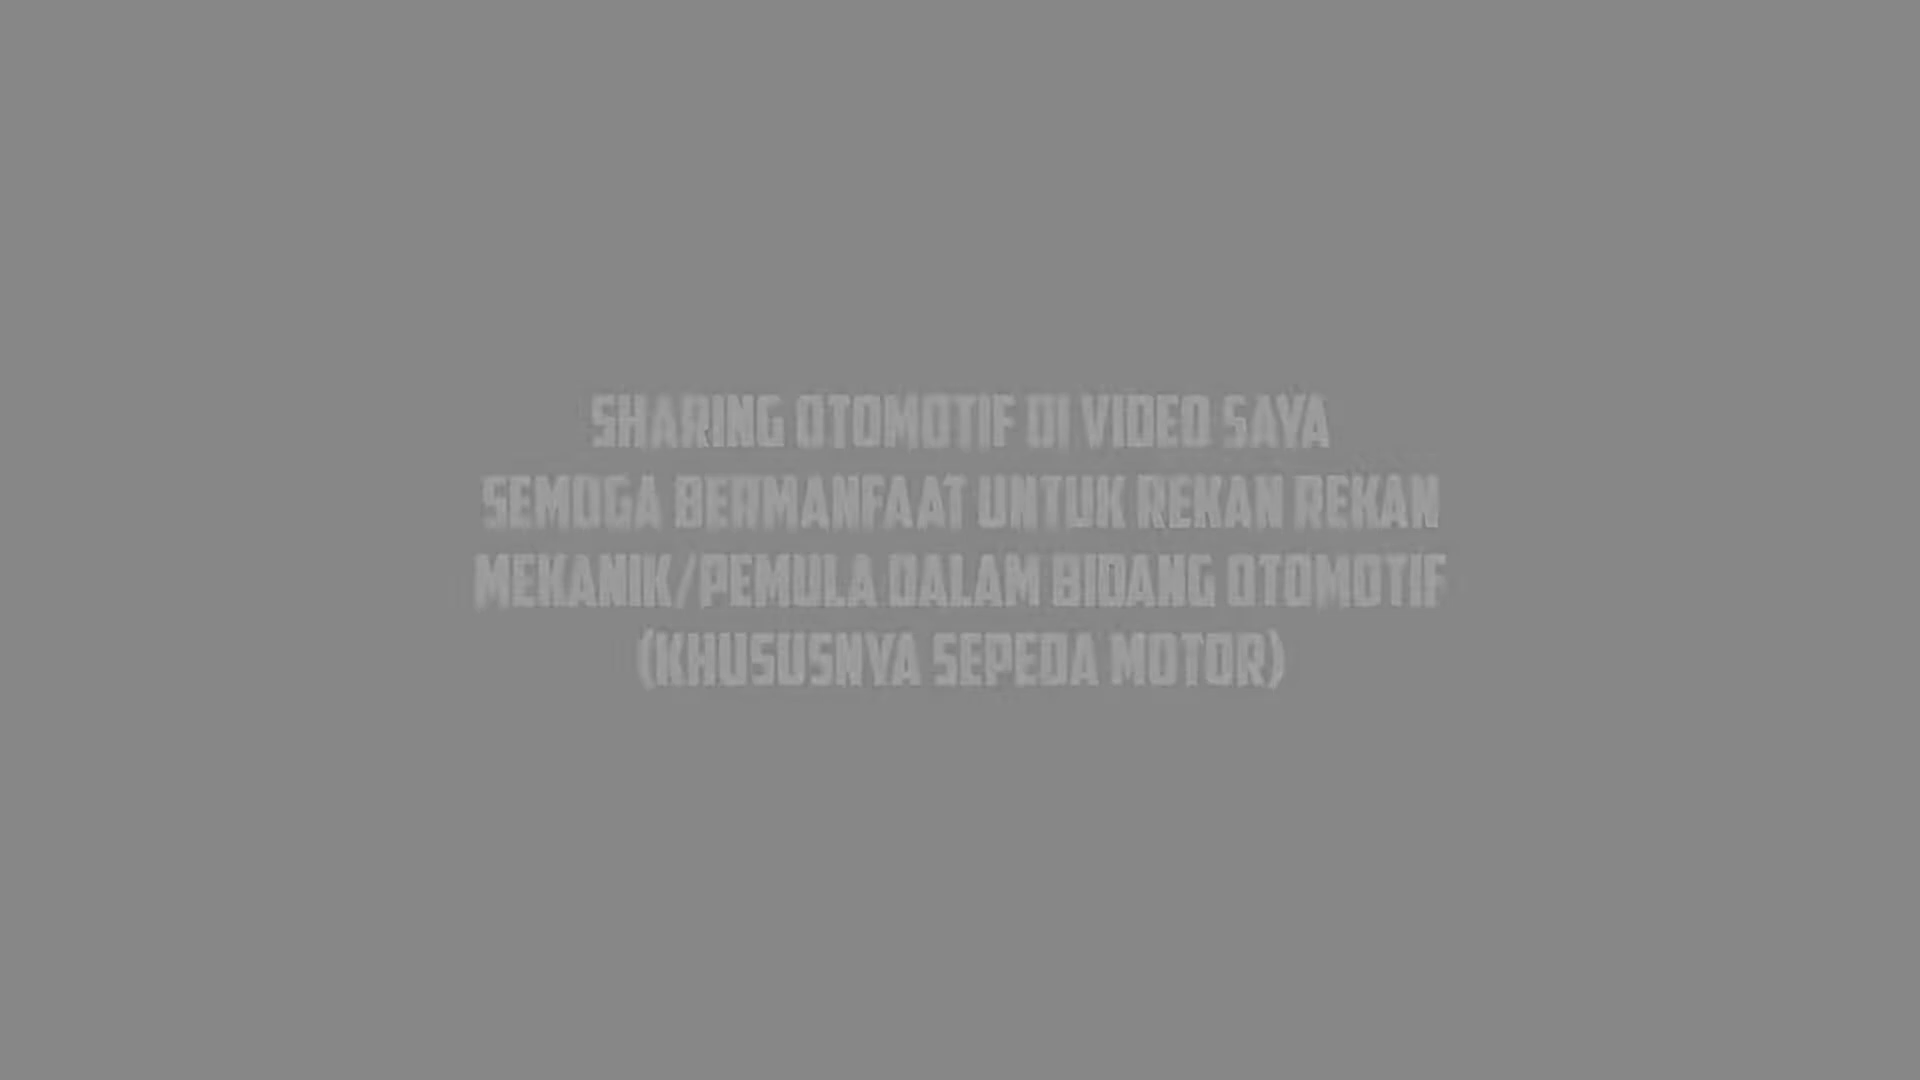 SHARING OTOMOTIF DI VIDEO SAYA
SEMOGA BERMANFAAT UNTUK REKAN REKAN
MEKANIK/PEMULA DALAM BIDANG OTOMOTIF
(KHUSUSNYA SEPEDA MOTOR)